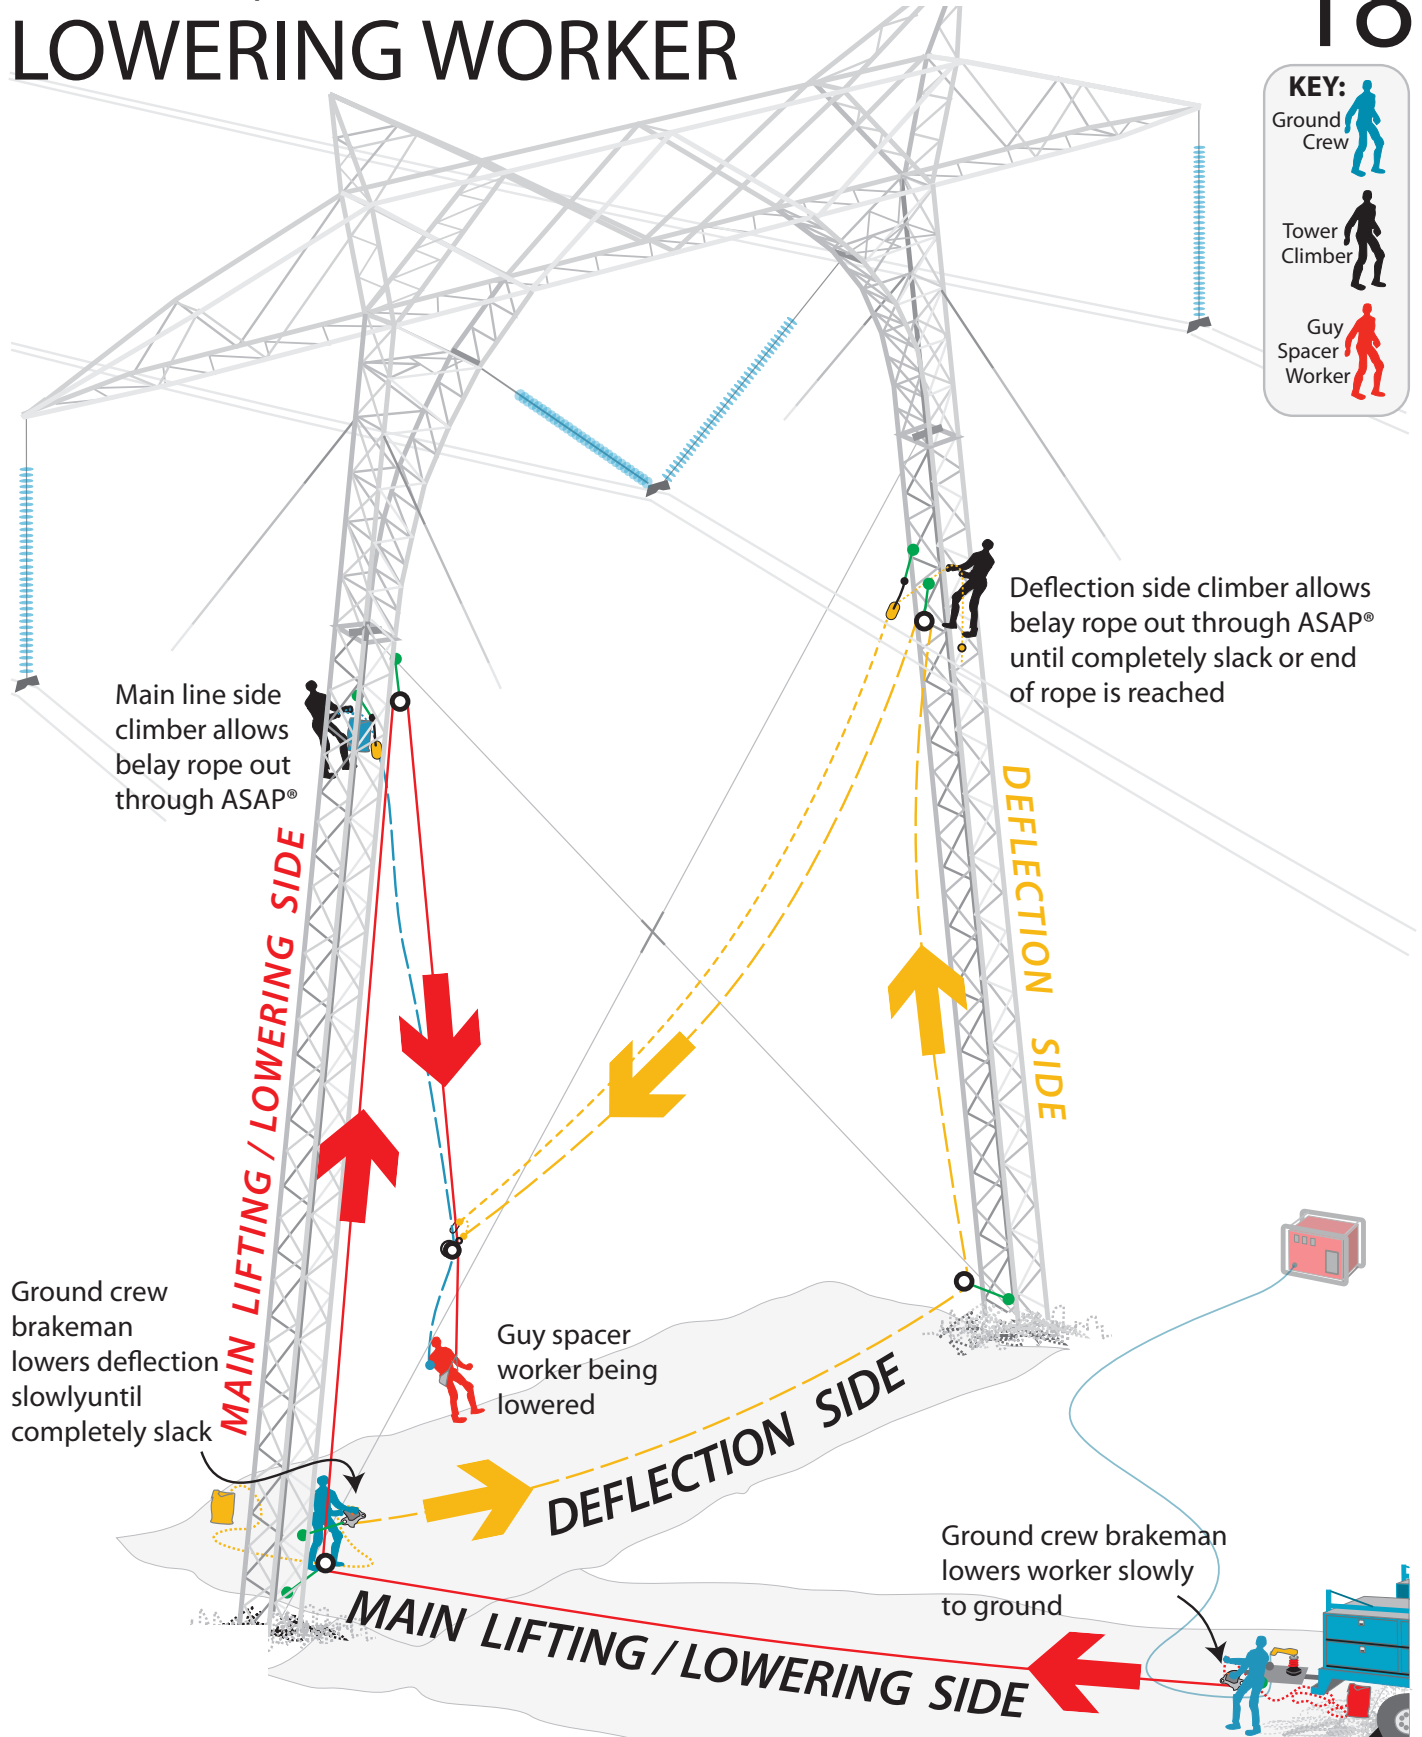 LOWERING WORKER
18
KEY:
Ground
Crew
Tower
Climber
Guy
Spacer
Worker
Deflection side climber allows
belay rope out through ASAP®
until completely slack or end
of rope is reached
Main line side
climber allows
belay rope out
through ASAP®
DEFLECTION SIDE
MAIN LIFTING / LOWERING SIDE
Ground crew
brakeman
lowers deflection
slowlyuntil
completely slack
Guy spacer
worker being
lowered
DEFLECTION SIDE
Ground crew brakeman
lowers worker slowly
to ground
MAIN LIFTING / LOWERING SIDE